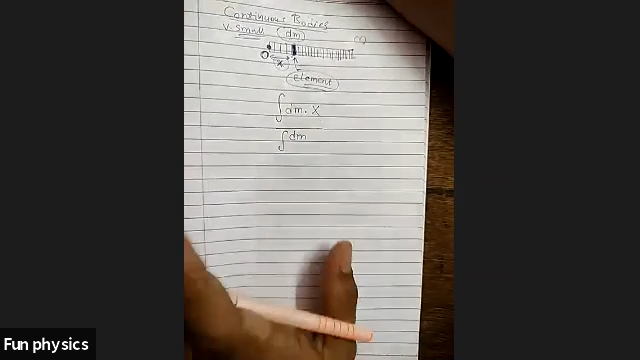 Continuous Bodies
V. small (dm)
O x
element
∫ dm. x
∫ dm
Fun physics